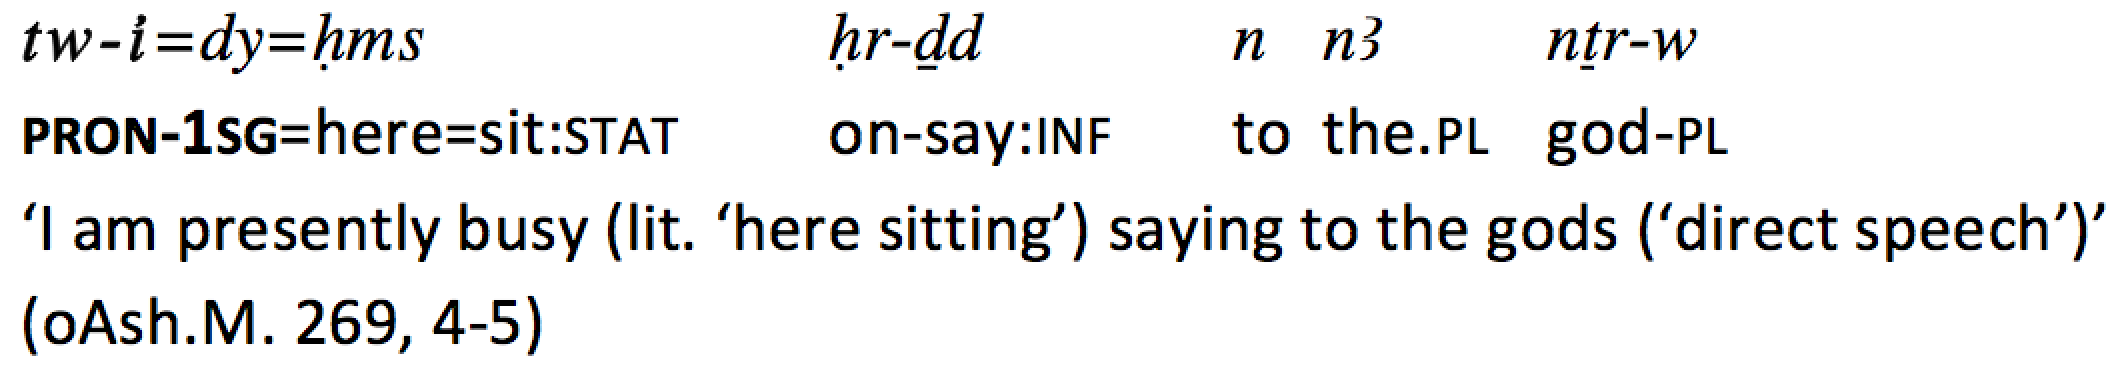 tw-i=dy=ḥms ḥr-ḏd n nꜣ nṯr-w
PRON-1SG=here=sit:STAT on-say:INF to the.PL god-PL
‘I am presently busy (lit. ‘here sitting’) saying to the gods (‘direct speech’)’
(oAsh.M. 269, 4-5)